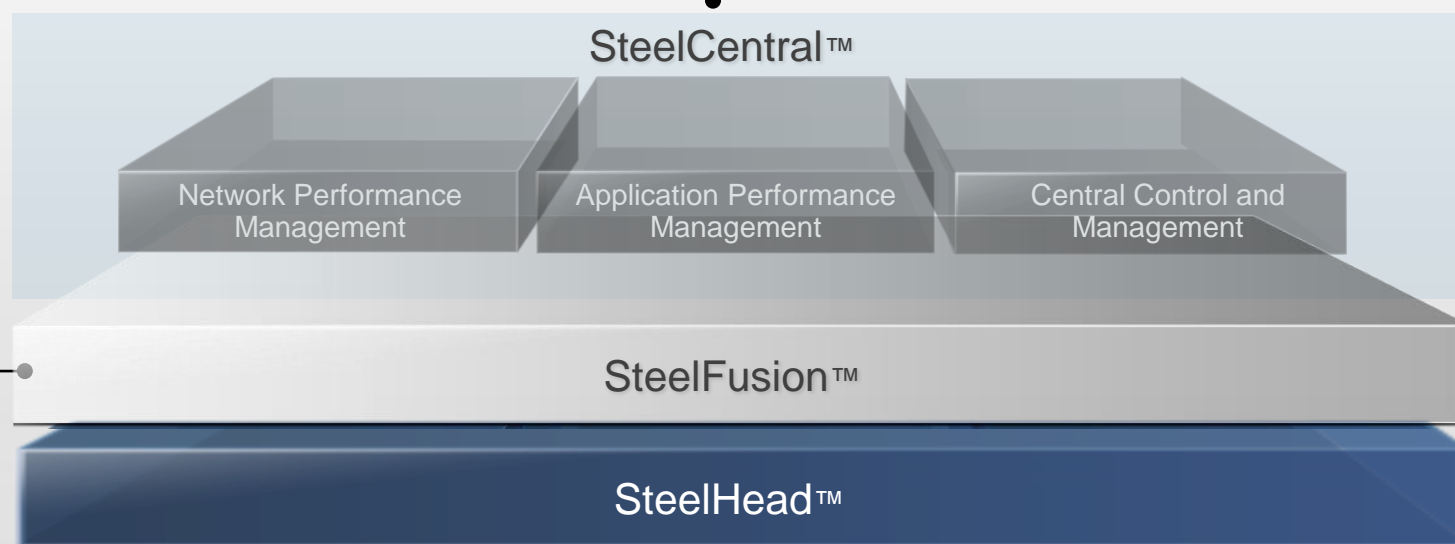 SteelCentral™
Network Performance
Management
Application Performance
Management
Central Control and
Management
SteelFusion™
SteelHead™